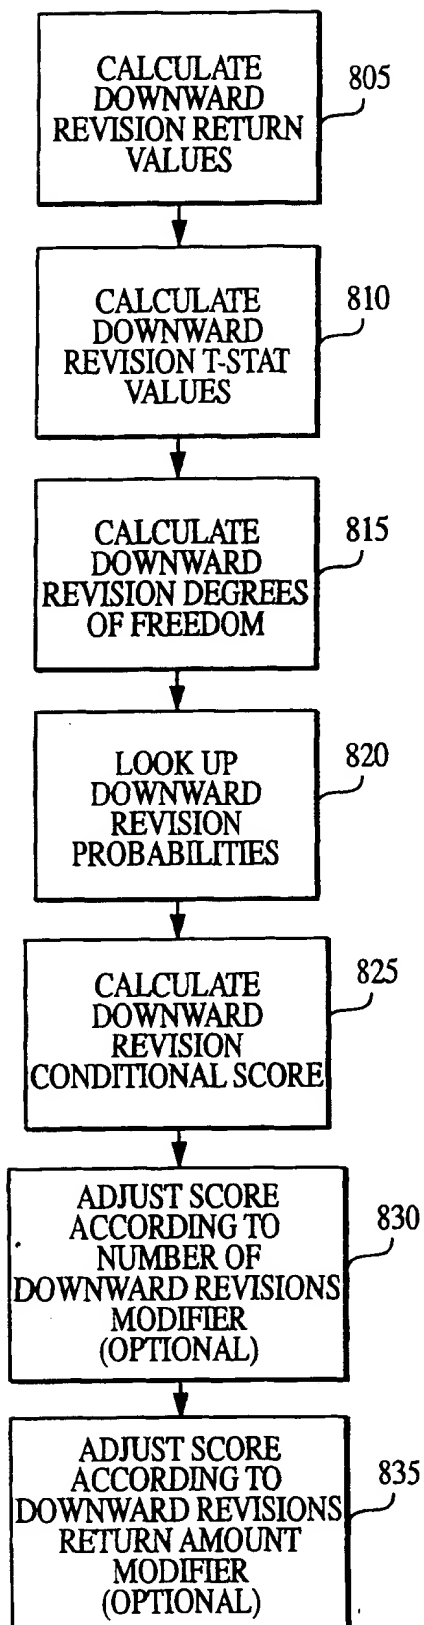 CALCULATE
DOWNWARD
REVISION RETURN
VALUES
805
CALCULATE
DOWNWARD
REVISION T-STAT
VALUES
810
CALCULATE
DOWNWARD
REVISION DEGREES
OF FREEDOM
815
LOOK UP
DOWNWARD
REVISION
PROBABILITIES
820
CALCULATE
DOWNWARD
REVISION
CONDITIONAL SCORE
825
ADJUST SCORE
ACCORDING TO
NUMBER OF
DOWNWARD REVISIONS
MODIFIER
(OPTIONAL)
830
ADJUST SCORE
ACCORDING TO
DOWNWARD REVISIONS
RETURN AMOUNT
MODIFIER
(OPTIONAL)
835